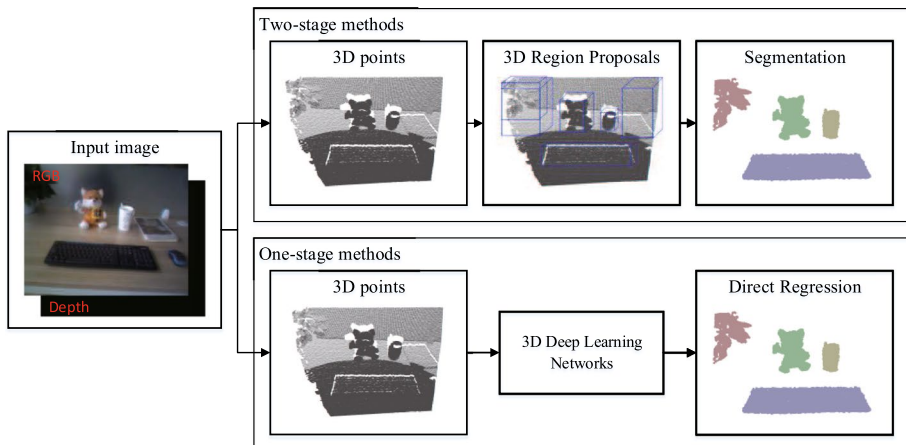 Two-stage methods
3D points
3D Region Proposals
Segmentation
Input image
RGB
Depth
One-stage methods
3D points
3D Deep Learning
Networks
Direct Regression